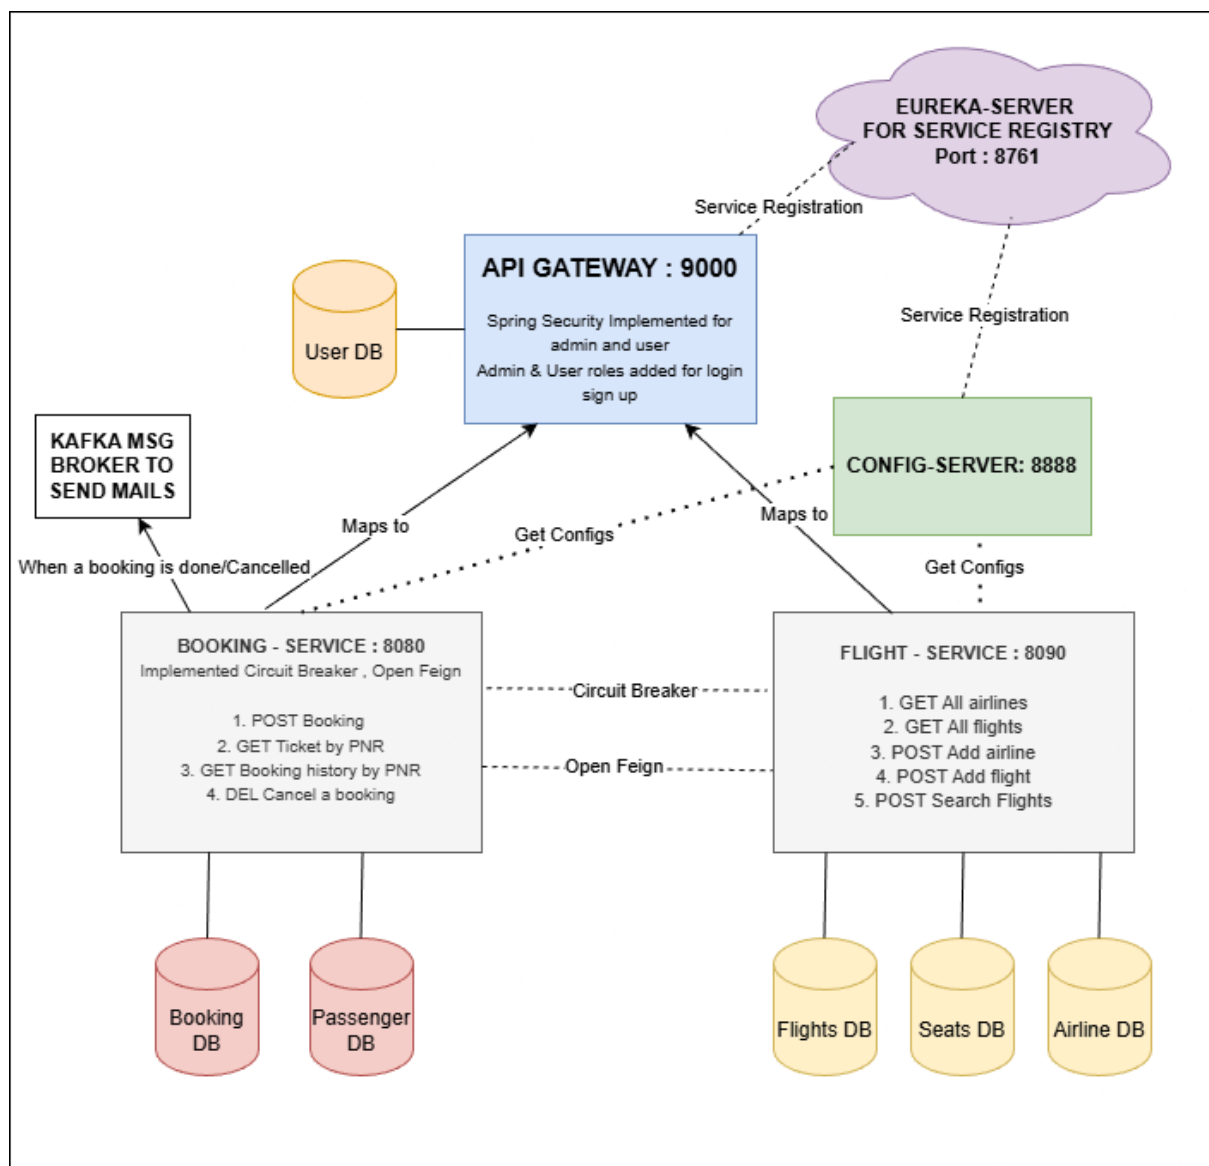 EUREKA-SERVER
FOR SERVICE REGISTRY
Port : 8761
Service Registration
API GATEWAY : 9000
Spring Security Implemented for
admin and user
Admin & User roles added for login
sign up
User DB
Service Registration
KAFKA MSG
BROKER TO
SEND MAILS
CONFIG-SERVER: 8888
Maps to
Get Configs
Maps to
When a booking is done/Cancelled
Get Configs
BOOKING - SERVICE : 8080
Implemented Circuit Breaker , Open Feign
1. POST Booking
2. GET Ticket by PNR
3. GET Booking history by PNR
4. DEL Cancel a booking
Circuit Breaker
Open Feign
FLIGHT - SERVICE : 8090
1. GET All airlines
2. GET All flights
3. POST Add airline
4. POST Add flight
5. POST Search Flights
Booking
DB
Passenger
DB
Flights DB
Seats DB
Airline DB